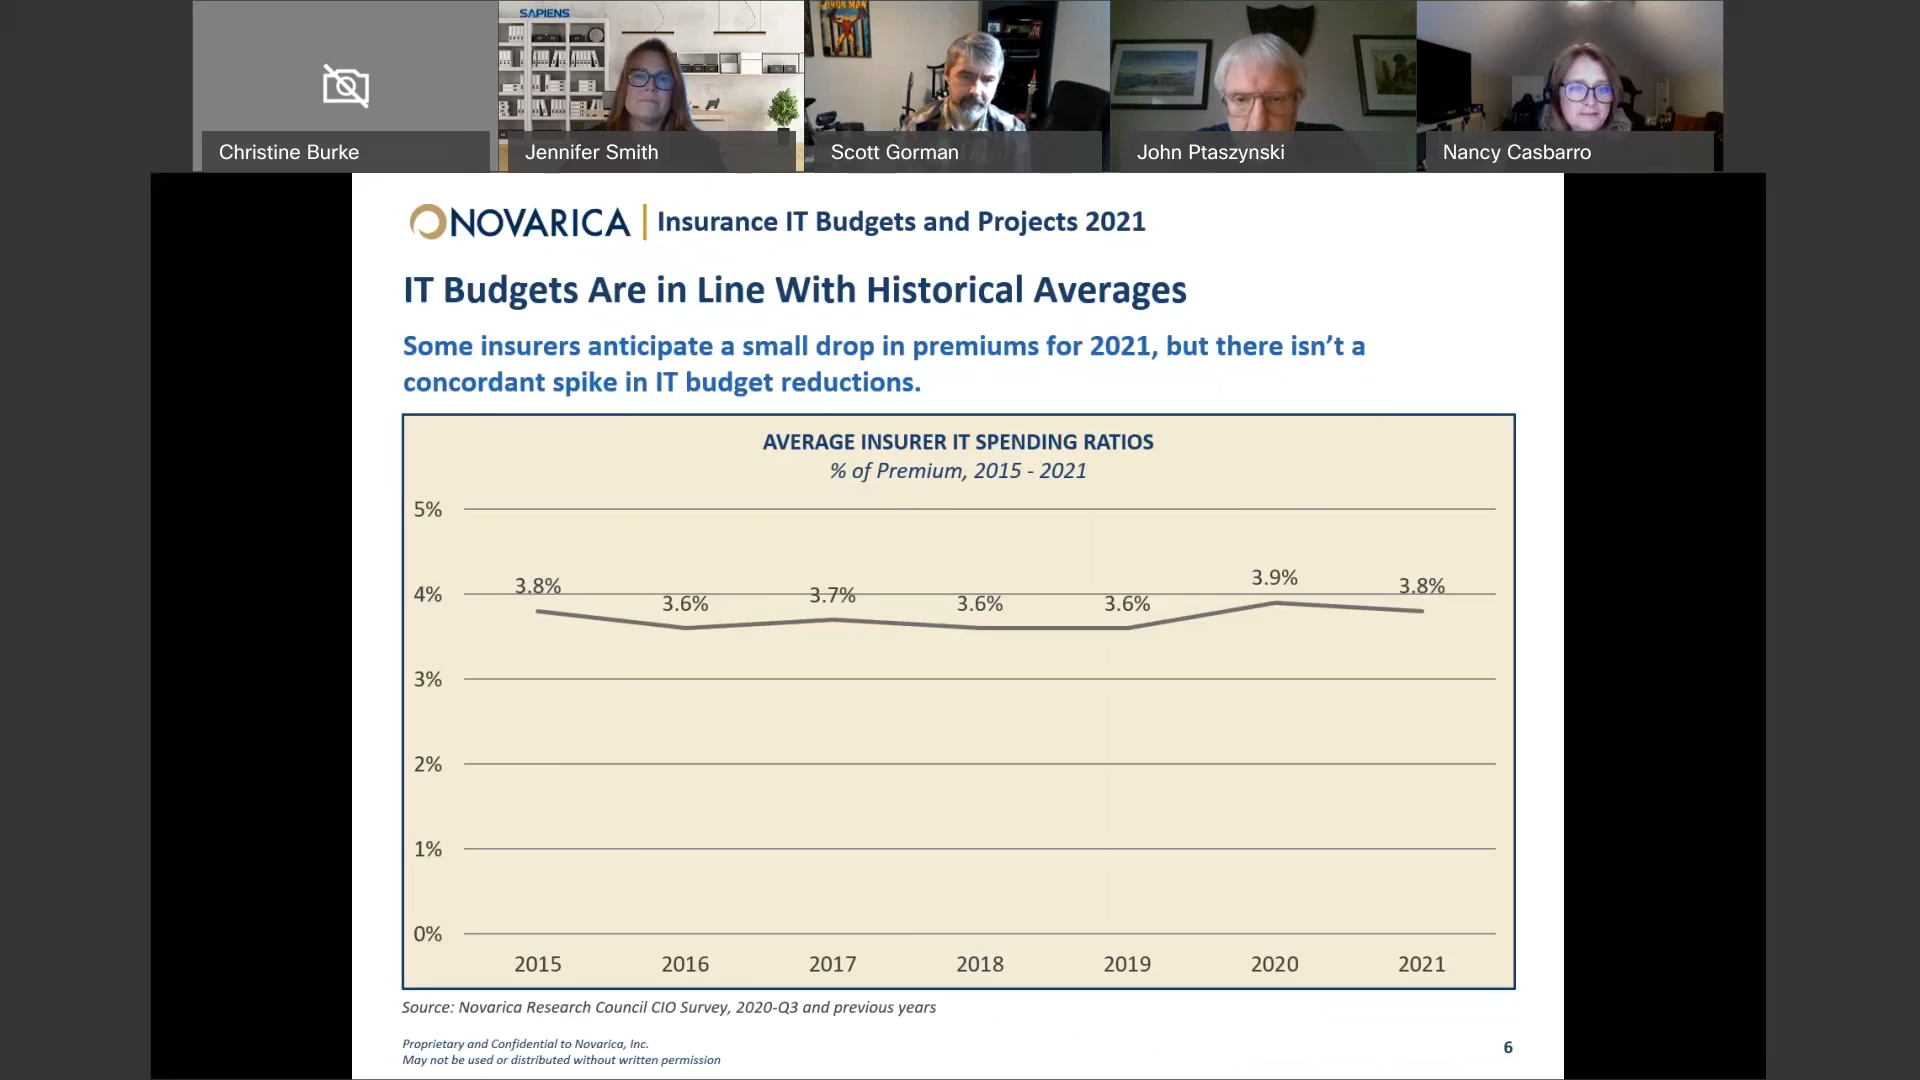 SAPIENS
IRON MAN
Christine Burke
Jennifer Smith
Scott Gorman
John Ptaszynski
Nancy Casbarro
NOVARICA
Insurance IT Budgets and Projects 2021
IT Budgets Are in Line With Historical Averages
Some insurers anticipate a small drop in premiums for 2021, but there isn’t a
concordant spike in IT budget reductions.
AVERAGE INSURER IT SPENDING RATIOS
% of Premium, 2015 - 2021
5%
4%
3%
2%
1%
0%
3.8%
3.6%
3.7%
3.6%
3.6%
3.9%
3.8%
2015
2016
2017
2018
2019
2020
2021
Source: Novarica Research Council CIO Survey, 2020-Q3 and previous years
Proprietary and Confidential to Novarica, Inc.
May not be used or distributed without written permission
6